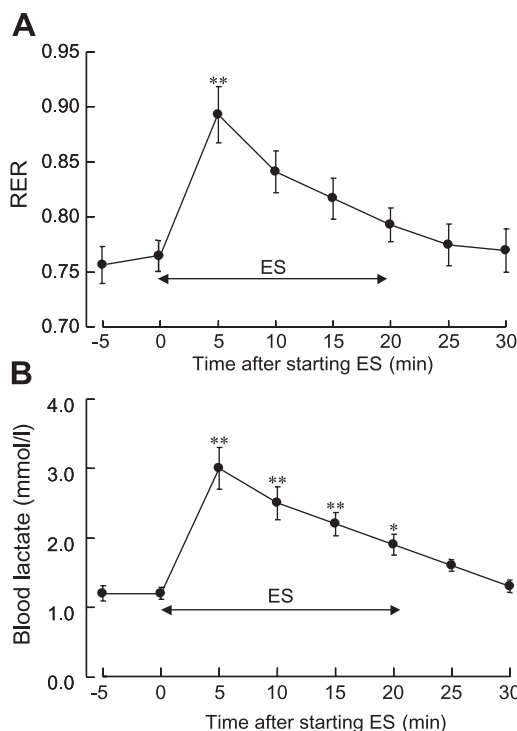 A
0.95
**
0.90
0.85
RER
0.80
0.75
ES
0.70
-5 0 5 10 15 20 25 30
Time after starting ES (min)
B
4.0
**
3.0
**
**
*
2.0
Blood lactate (mmol/l)
1.0
ES
0.0
-5 0 5 10 15 20 25 30
Time after starting ES (min)